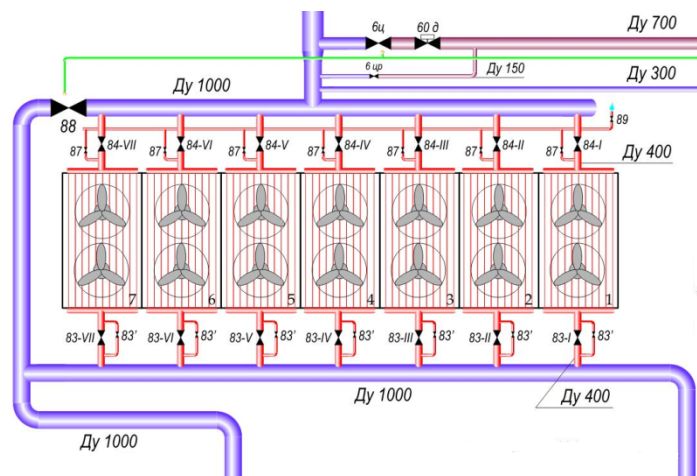 6ц 60 д Ду 700
6 цр Ду 150
Ду 1000 Ду 300
88 89
84-VII 84-VI 84-V 84-IV 84-III 84-II 84-I
87 87 87 87 87 87 87
Ду 400
7 6 5 4 3 2 1
83-VII 83' 83-VI 83' 83-V 83' 83-IV 83' 83-III 83' 83-II 83' 83-I 83'
Ду 1000 Ду 400
Ду 1000